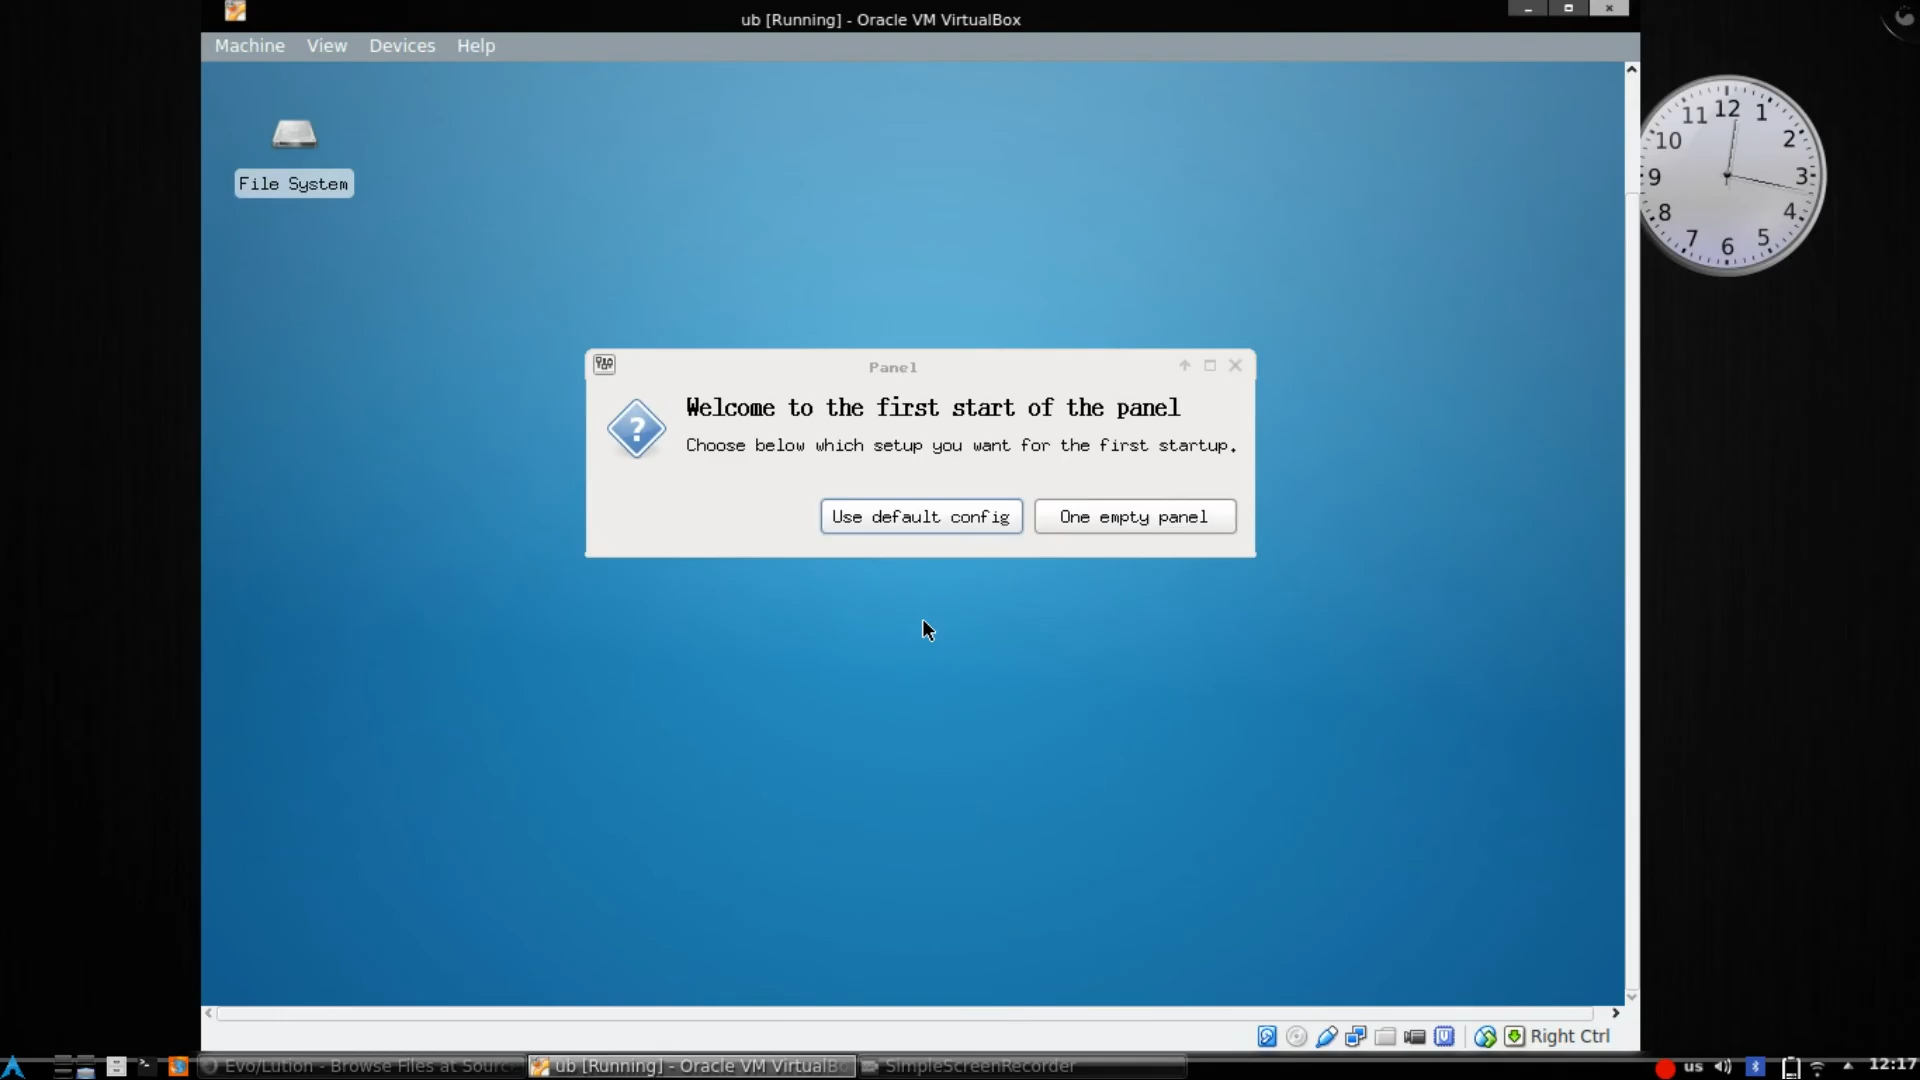 ub [Running] - Oracle VM VirtualBox
Machine View Devices Help
File System
12
11 1
10 2
9 3
8 4
7 5
6
Panel
Welcome to the first start of the panel
Choose below which setup you want for the first startup.
Use default config One empty panel
Right Ctrl
Evo/Lution - Browse Files at Sourc
ub [Running] - Oracle VM VirtualBo
SimpleScreenRecorder
us
12:17